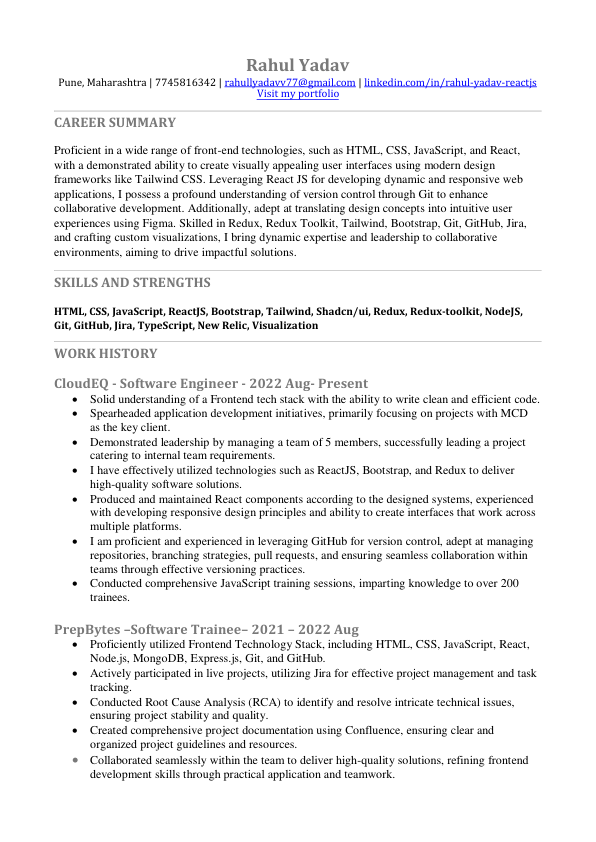 Rahul Yadav
Pune, Maharashtra | 7745816342 | rahullyadavv77@gmail.com | linkedin.com/in/rahul-yadav-reactjs
Visit my portfolio
CAREER SUMMARY
Proficient in a wide range of front-end technologies, such as HTML, CSS, JavaScript, and React,
with a demonstrated ability to create visually appealing user interfaces using modern design
frameworks like Tailwind CSS. Leveraging React JS for developing dynamic and responsive web
applications, I possess a profound understanding of version control through Git to enhance
collaborative development. Additionally, adept at translating design concepts into intuitive user
experiences using Figma. Skilled in Redux, Redux Toolkit, Tailwind, Bootstrap, Git, GitHub, Jira,
and crafting custom visualizations, I bring dynamic expertise and leadership to collaborative
environments, aiming to drive impactful solutions.
SKILLS AND STRENGTHS
HTML, CSS, JavaScript, ReactJS, Bootstrap, Tailwind, Shadcn/ui, Redux, Redux-toolkit, NodeJS,
Git, GitHub, Jira, TypeScript, New Relic, Visualization
WORK HISTORY
CloudEQ - Software Engineer - 2022 Aug- Present
• Solid understanding of a Frontend tech stack with the ability to write clean and efficient code.
• Spearheaded application development initiatives, primarily focusing on projects with MCD
as the key client.
• Demonstrated leadership by managing a team of 5 members, successfully leading a project
catering to internal team requirements.
• I have effectively utilized technologies such as ReactJS, Bootstrap, and Redux to deliver
high-quality software solutions.
• Produced and maintained React components according to the designed systems, experienced
with developing responsive design principles and ability to create interfaces that work across
multiple platforms.
• I am proficient and experienced in leveraging GitHub for version control, adept at managing
repositories, branching strategies, pull requests, and ensuring seamless collaboration within
teams through effective versioning practices.
• Conducted comprehensive JavaScript training sessions, imparting knowledge to over 200
trainees.
PrepBytes –Software Trainee– 2021 – 2022 Aug
• Proficiently utilized Frontend Technology Stack, including HTML, CSS, JavaScript, React,
Node.js, MongoDB, Express.js, Git, and GitHub.
• Actively participated in live projects, utilizing Jira for effective project management and task
tracking.
• Conducted Root Cause Analysis (RCA) to identify and resolve intricate technical issues,
ensuring project stability and quality.
• Created comprehensive project documentation using Confluence, ensuring clear and
organized project guidelines and resources.
• Collaborated seamlessly within the team to deliver high-quality solutions, refining frontend
development skills through practical application and teamwork.